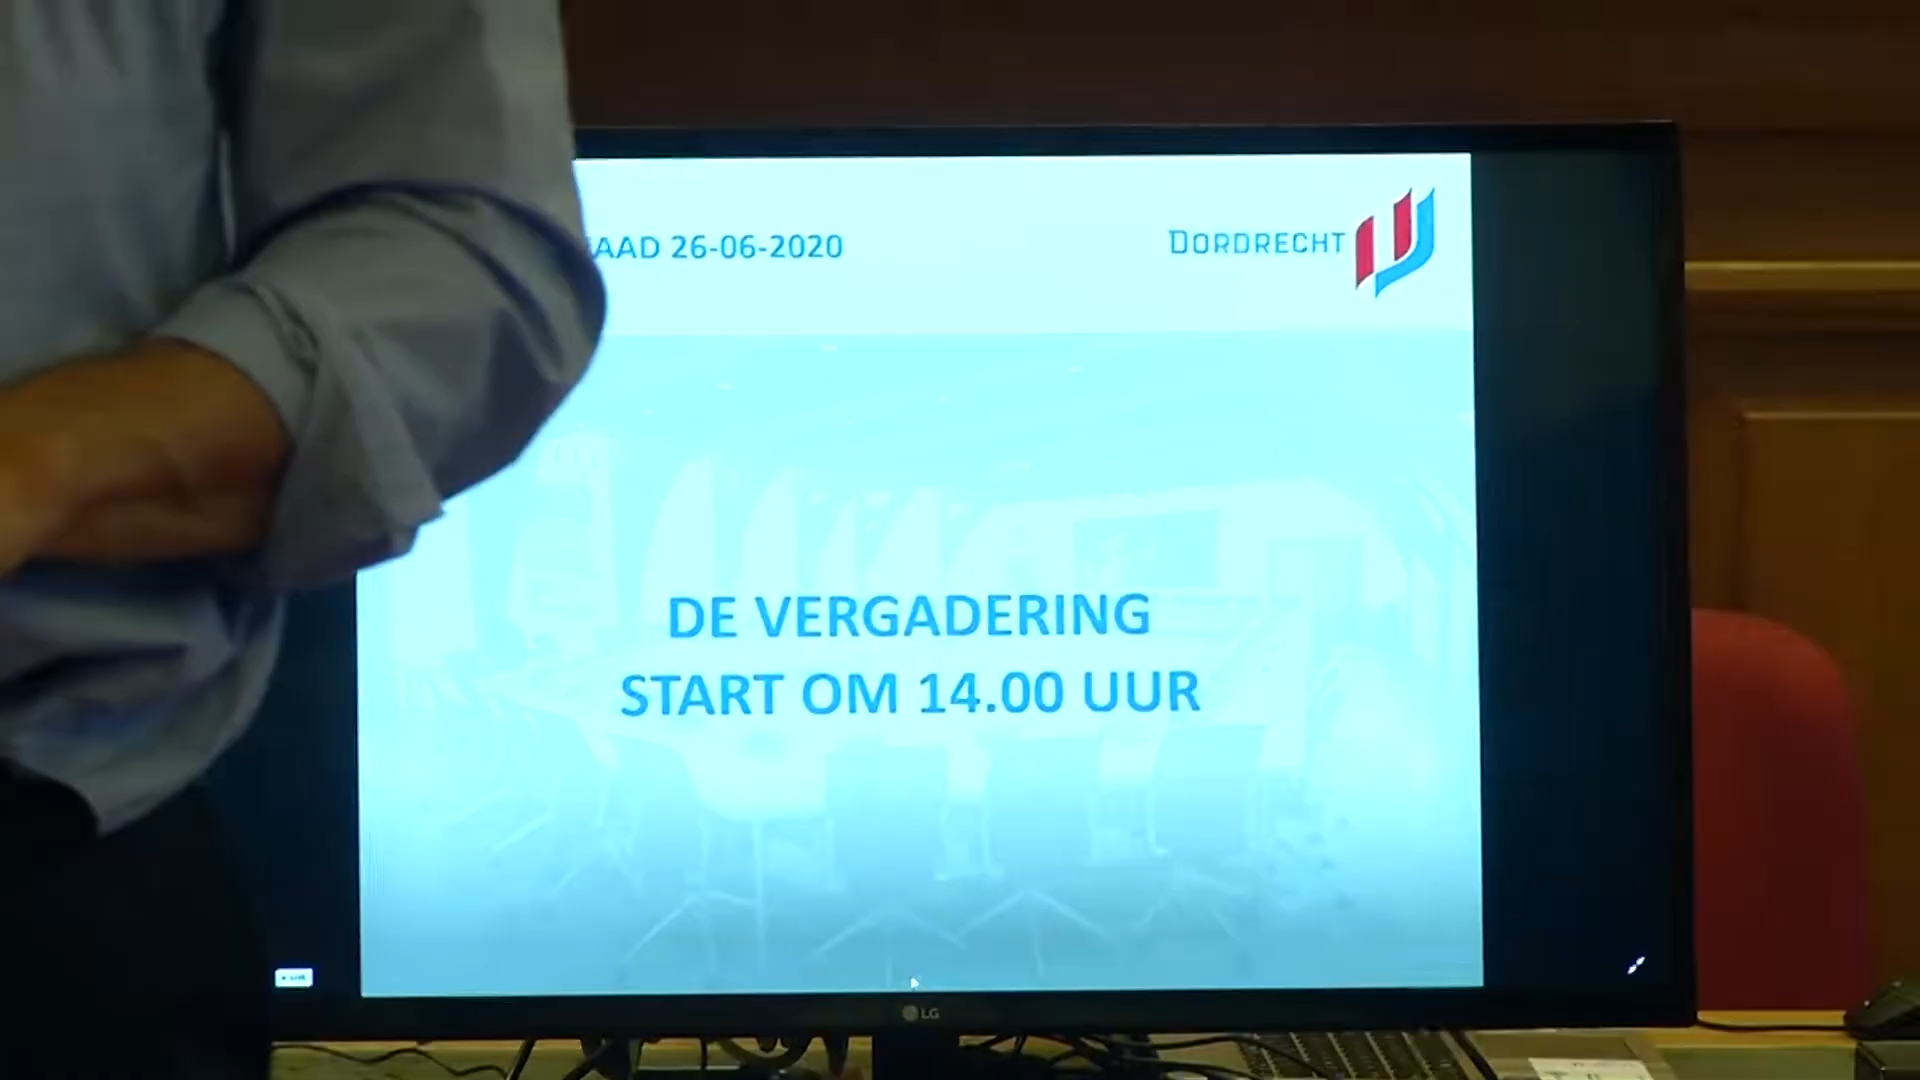 AAD 26-06-2020
DORDRECHT
DE VERGADERING
START OM 14.00 UUR
LG